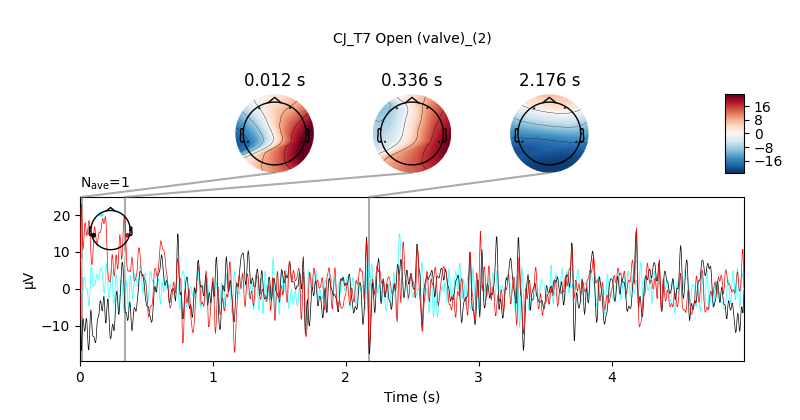 CJ_T7 Open (valve)_(2)
0.012 s 0.336 s 2.176 s
16
8
0
−8
−16
Nave=1
20
10
0
−10
µV
0 1 2 3 4
Time (s)